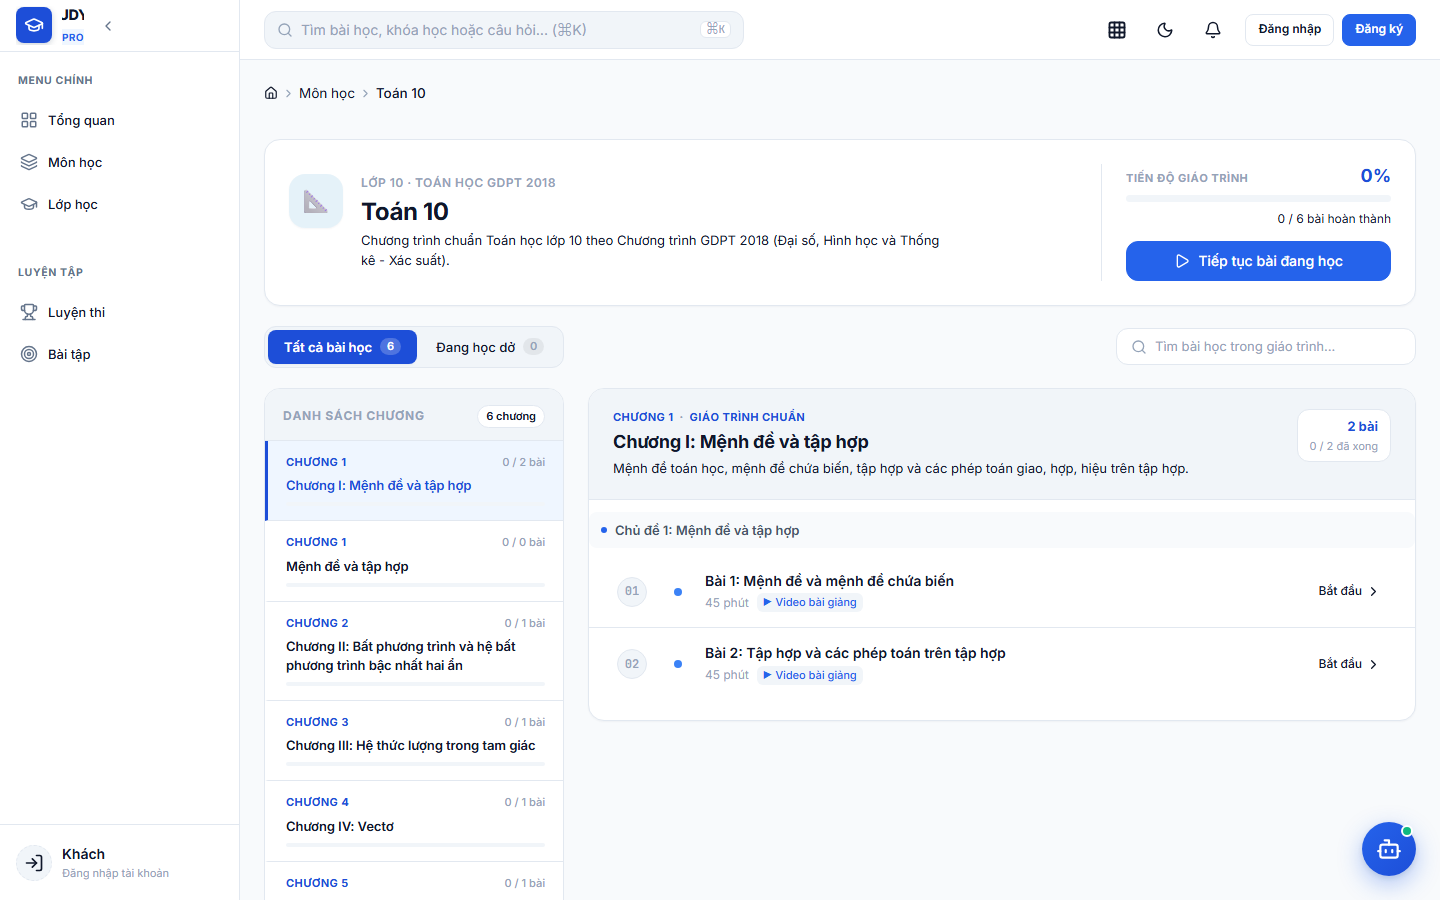 PRO
Tìm bài học, khóa học hoặc câu hỏi... (⌘K)
⌘K
Đăng nhập
Đăng ký
MENU CHÍNH
Tổng quan
Môn học
Lớp học
LUYỆN TẬP
Luyện thi
Bài tập
Khách
Đăng nhập tài khoản
Môn học
Toán 10
LỚP 10 · TOÁN HỌC GDPT 2018
Toán 10
Chương trình chuẩn Toán học lớp 10 theo Chương trình GDPT 2018 (Đại số, Hình học và Thống
kê - Xác suất).
TIẾN ĐỘ GIÁO TRÌNH
0%
0 / 6 bài hoàn thành
Tiếp tục bài đang học
Tất cả bài học 6
Đang học dở 0
Tìm bài học trong giáo trình...
DANH SÁCH CHƯƠNG
6 chương
CHƯƠNG 1
0 / 2 bài
Chương I: Mệnh đề và tập hợp
CHƯƠNG 1
0 / 0 bài
Mệnh đề và tập hợp
CHƯƠNG 2
0 / 1 bài
Chương II: Bất phương trình và hệ bất
phương trình bậc nhất hai ẩn
CHƯƠNG 3
0 / 1 bài
Chương III: Hệ thức lượng trong tam giác
CHƯƠNG 4
0 / 1 bài
Chương IV: Vectơ
CHƯƠNG 5
0 / 1 bài
CHƯƠNG 1 · GIÁO TRÌNH CHUẨN
Chương I: Mệnh đề và tập hợp
Mệnh đề toán học, mệnh đề chứa biến, tập hợp và các phép toán giao, hợp, hiệu trên tập hợp.
2 bài
0 / 2 đã xong
Chủ đề 1: Mệnh đề và tập hợp
01
Bài 1: Mệnh đề và mệnh đề chứa biến
45 phút
Video bài giảng
Bắt đầu
02
Bài 2: Tập hợp và các phép toán trên tập hợp
45 phút
Video bài giảng
Bắt đầu